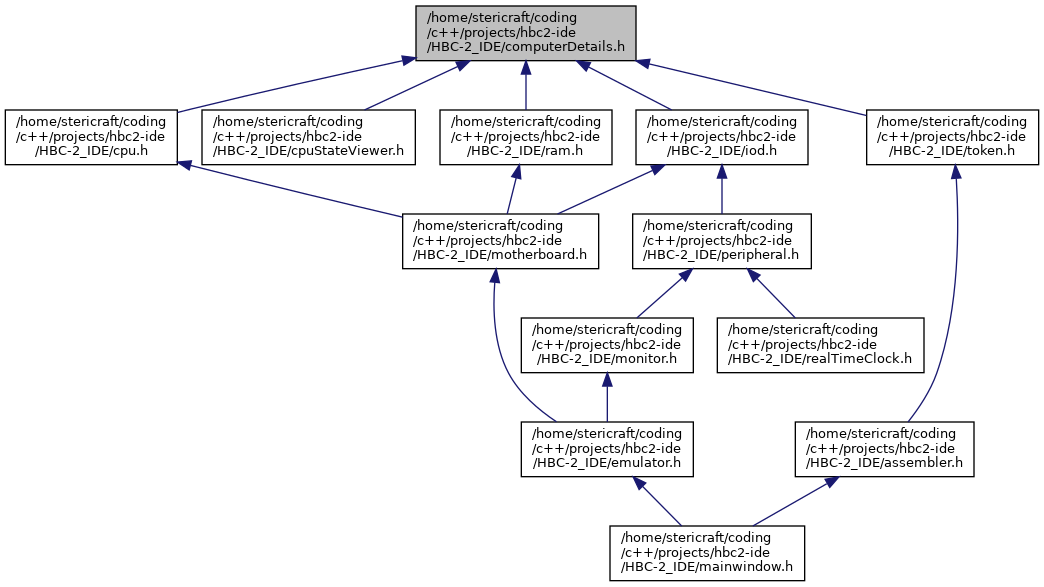 /home/stericraft/coding
/c++/projects/hbc2-ide
/HBC-2_IDE/computerDetails.h
/home/stericraft/coding
/c++/projects/hbc2-ide
/HBC-2_IDE/cpu.h
/home/stericraft/coding
/c++/projects/hbc2-ide
/HBC-2_IDE/cpuStateViewer.h
/home/stericraft/coding
/c++/projects/hbc2-ide
/HBC-2_IDE/ram.h
/home/stericraft/coding
/c++/projects/hbc2-ide
/HBC-2_IDE/iod.h
/home/stericraft/coding
/c++/projects/hbc2-ide
/HBC-2_IDE/token.h
/home/stericraft/coding
/c++/projects/hbc2-ide
/HBC-2_IDE/motherboard.h
/home/stericraft/coding
/c++/projects/hbc2-ide
/HBC-2_IDE/peripheral.h
/home/stericraft/coding
/c++/projects/hbc2-ide
/HBC-2_IDE/monitor.h
/home/stericraft/coding
/c++/projects/hbc2-ide
/HBC-2_IDE/realTimeClock.h
/home/stericraft/coding
/c++/projects/hbc2-ide
/HBC-2_IDE/emulator.h
/home/stericraft/coding
/c++/projects/hbc2-ide
/HBC-2_IDE/assembler.h
/home/stericraft/coding
/c++/projects/hbc2-ide
/HBC-2_IDE/mainwindow.h